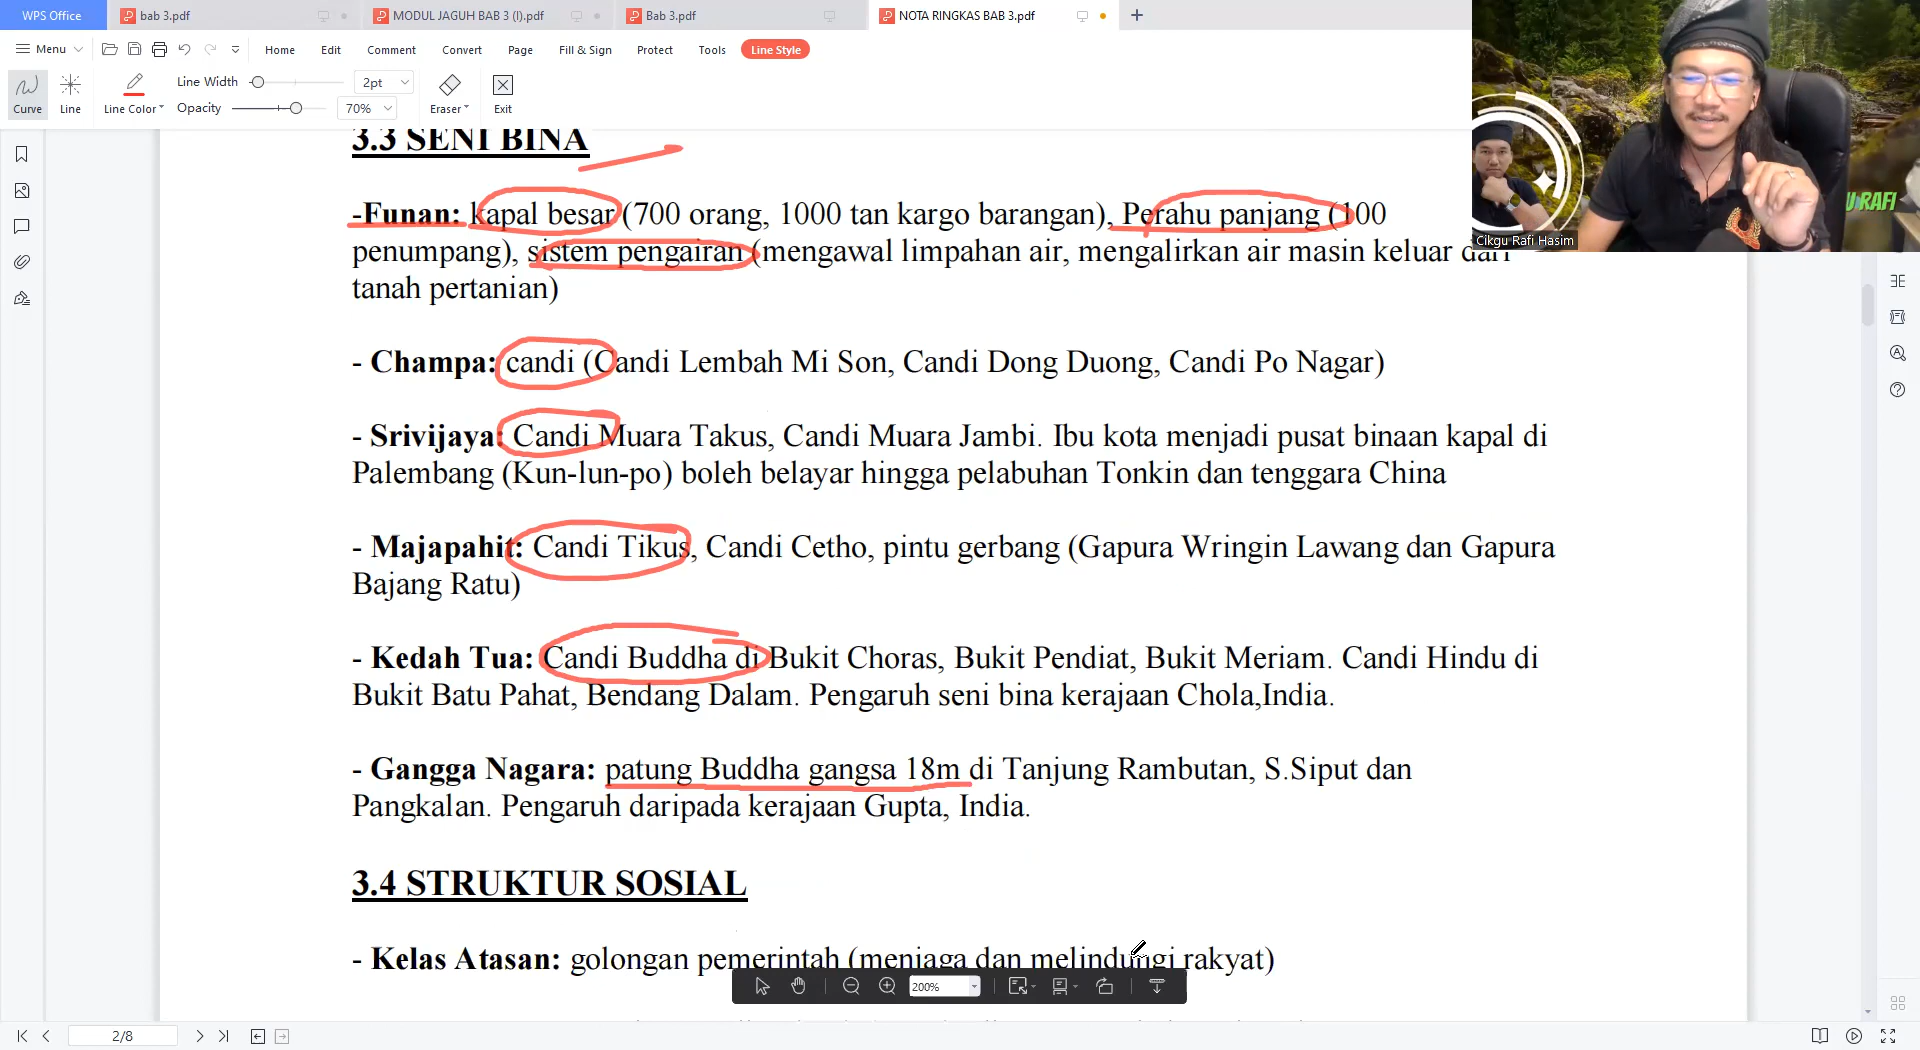 WPS Office
bab 3.pdf
MODUL JAGUH BAB 3 (I).pdf
Bab 3.pdf
NOTA RINGKAS BAB 3.pdf
Menu
Home
Edit
Comment
Convert
Page
Fill & Sign
Protect
Tools
Line Style
Curve
Line
Line Color
Line Width
2pt
Opacity
70%
Eraser
Exit
U RAFI
Cikgu Rafi Hasim
3.3 SENI BINA
-Funan: kapal besar (700 orang, 1000 tan kargo barangan), Perahu panjang (100
penumpang), sistem pengairan (mengawal limpahan air, mengalirkan air masin keluar dari
tanah pertanian)
- Champa: candi (Candi Lembah Mi Son, Candi Dong Duong, Candi Po Nagar)
- Srivijaya: Candi Muara Takus, Candi Muara Jambi. Ibu kota menjadi pusat binaan kapal di
Palembang (Kun-lun-po) boleh belayar hingga pelabuhan Tonkin dan tenggara China
- Majapahit: Candi Tikus, Candi Cetho, pintu gerbang (Gapura Wringin Lawang dan Gapura
Bajang Ratu)
- Kedah Tua: Candi Buddha di Bukit Choras, Bukit Pendiat, Bukit Meriam. Candi Hindu di
Bukit Batu Pahat, Bendang Dalam. Pengaruh seni bina kerajaan Chola,India.
- Gangga Nagara: patung Buddha gangsa 18m di Tanjung Rambutan, S.Siput dan
Pangkalan. Pengaruh daripada kerajaan Gupta, India.
3.4 STRUKTUR SOSIAL
- Kelas Atasan: golongan pemerintah (menjaga dan melindungi rakyat)
200%
2/8